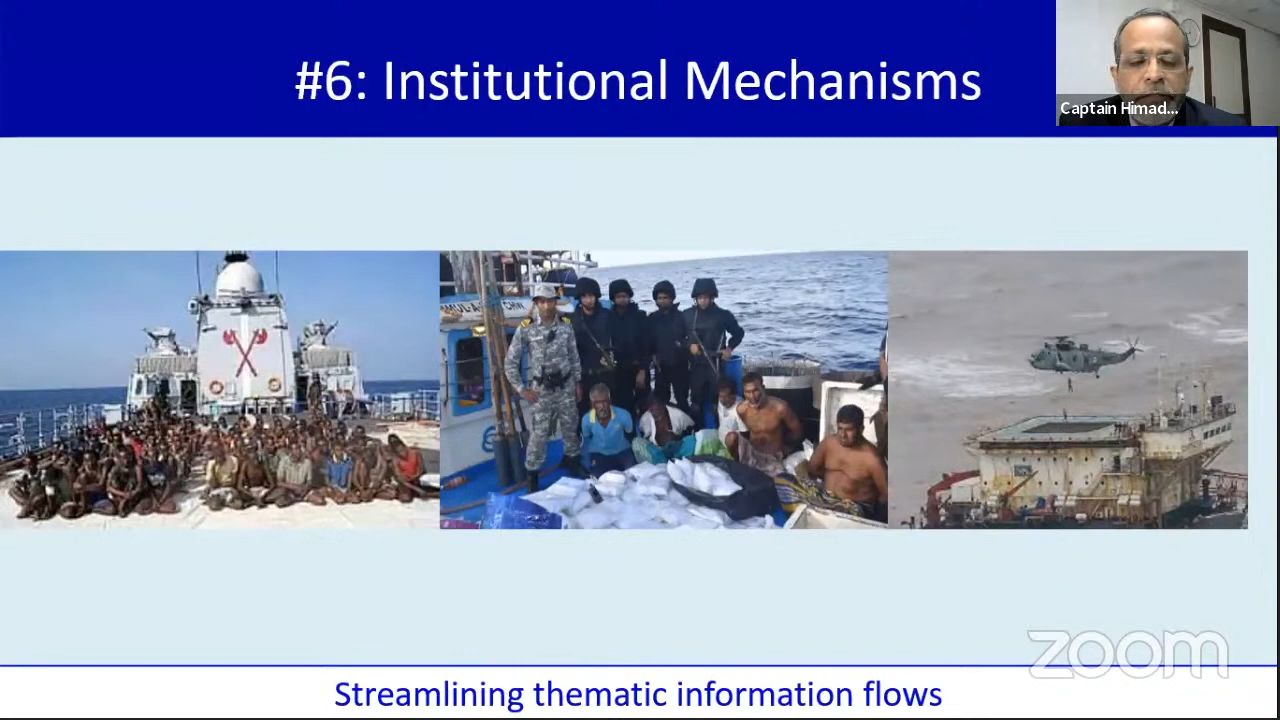 #6: Institutional Mechanisms
Captain Himad...
zoom
Streamlining thematic information flows